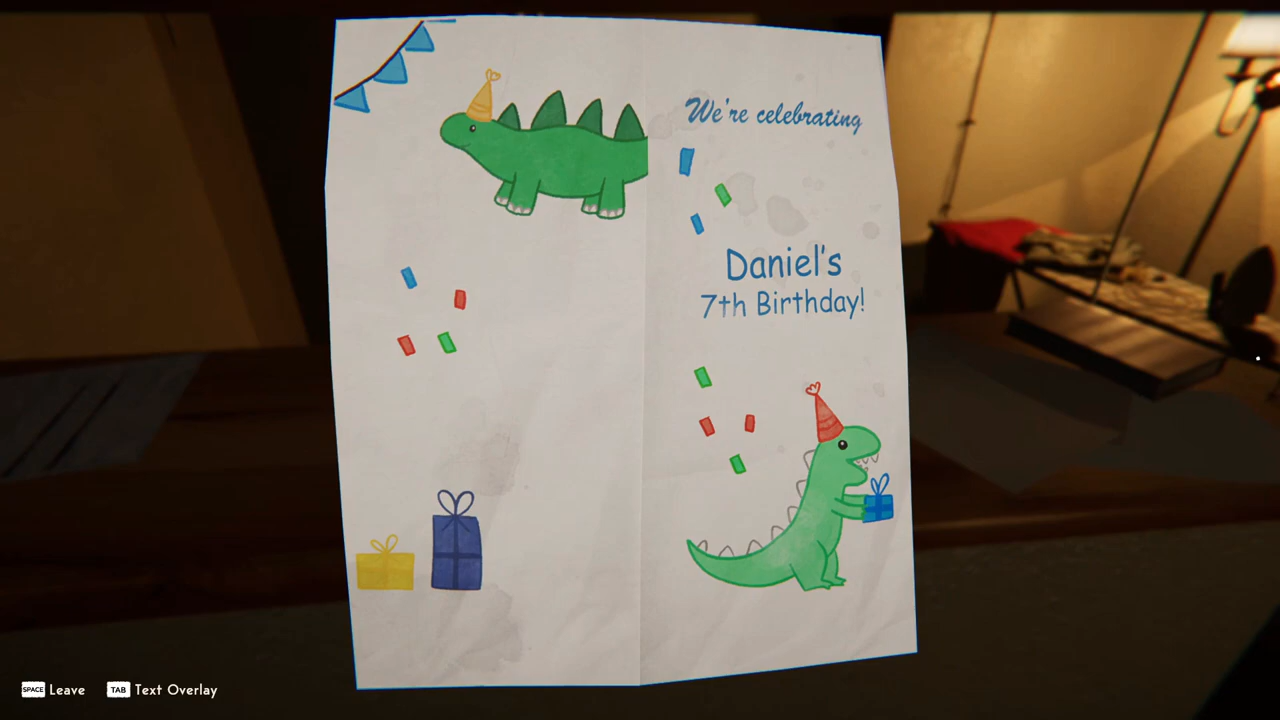 We're celebrating
Daniel's
7th Birthday!
SPACE Leave TAB Text Overlay